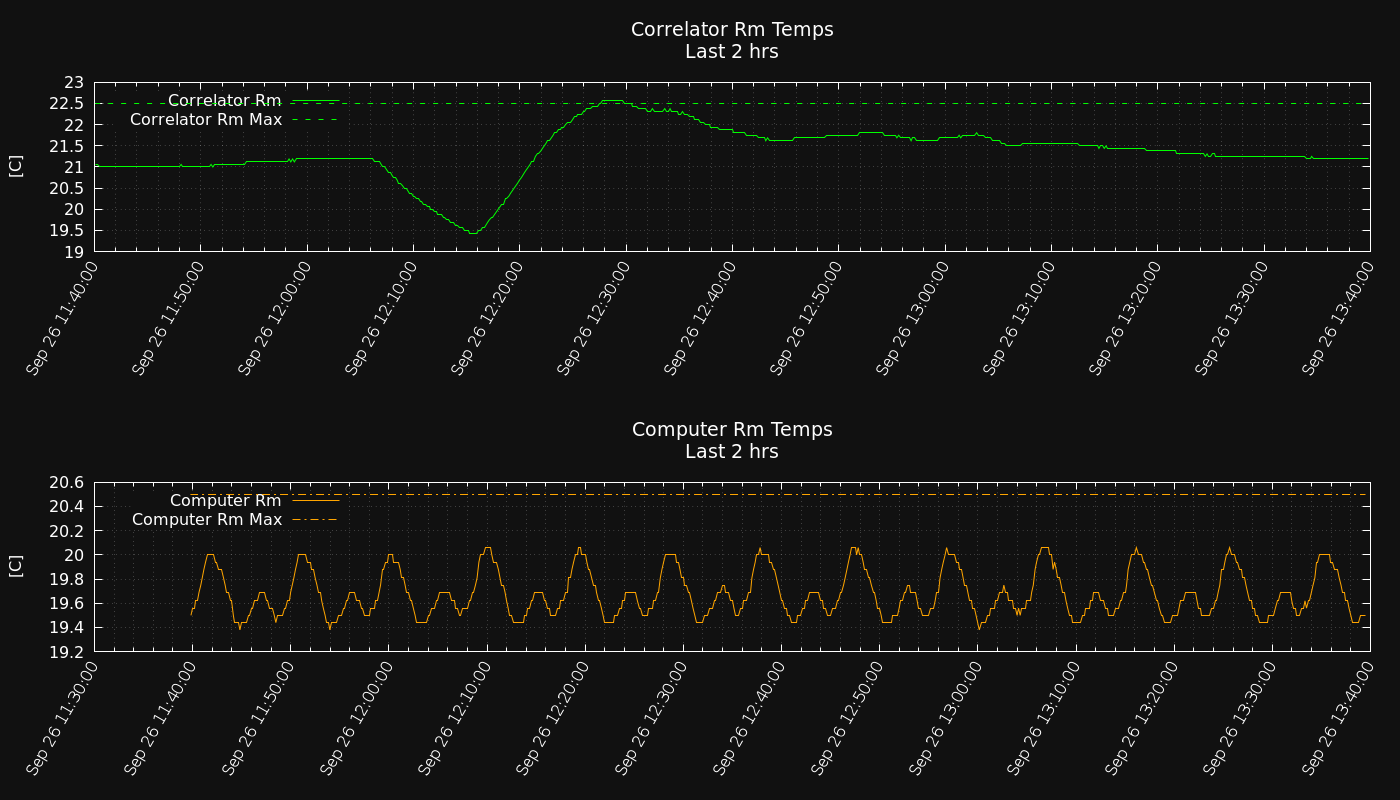 Correlator Rm Temps
Last 2 hrs
23
22.5
22
21.5
21
20.5
20
19.5
19
[C]
Correlator Rm
Correlator Rm Max
Sep 26 11:40:00
Sep 26 11:50:00
Sep 26 12:00:00
Sep 26 12:10:00
Sep 26 12:20:00
Sep 26 12:30:00
Sep 26 12:40:00
Sep 26 12:50:00
Sep 26 13:00:00
Sep 26 13:10:00
Sep 26 13:20:00
Sep 26 13:30:00
Sep 26 13:40:00
Computer Rm Temps
Last 2 hrs
20.6
20.4
20.2
20
19.8
19.6
19.4
19.2
[C]
Computer Rm
Computer Rm Max
Sep 26 11:30:00
Sep 26 11:40:00
Sep 26 11:50:00
Sep 26 12:00:00
Sep 26 12:10:00
Sep 26 12:20:00
Sep 26 12:30:00
Sep 26 12:40:00
Sep 26 12:50:00
Sep 26 13:00:00
Sep 26 13:10:00
Sep 26 13:20:00
Sep 26 13:30:00
Sep 26 13:40:00